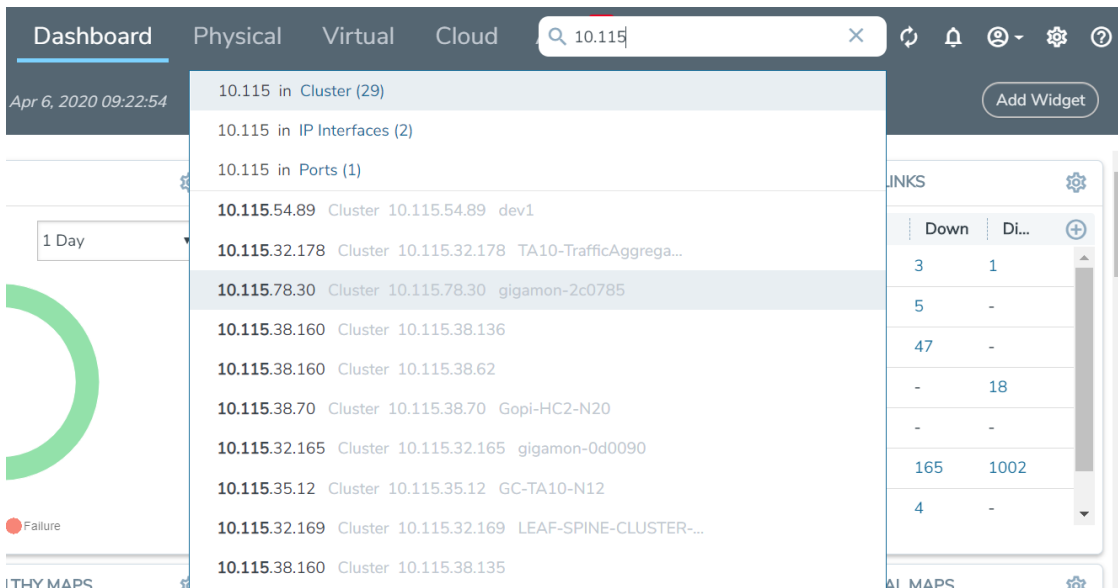 Dashboard Physical Virtual Cloud 10.115
Apr 6, 2020 09:22:54
Add Widget
10.115 in Cluster (29)
10.115 in IP Interfaces (2)
10.115 in Ports (1)
10.115.54.89 Cluster 10.115.54.89 dev1
10.115.32.178 Cluster 10.115.32.178 TA10-TrafficAggrega...
10.115.78.30 Cluster 10.115.78.30 gigamon-2c0785
10.115.38.160 Cluster 10.115.38.136
10.115.38.160 Cluster 10.115.38.62
10.115.38.70 Cluster 10.115.38.70 Gopi-HC2-N20
10.115.32.165 Cluster 10.115.32.165 gigamon-0d0090
10.115.35.12 Cluster 10.115.35.12 GC-TA10-N12
10.115.32.169 Cluster 10.115.32.169 LEAF-SPINE-CLUSTER-...
10.115.38.160 Cluster 10.115.38.135
1 Day
Failure
LINKS
Down Di...
3 1
5 -
47 -
- 18
- -
165 1002
4 -
MAPS
MAPS